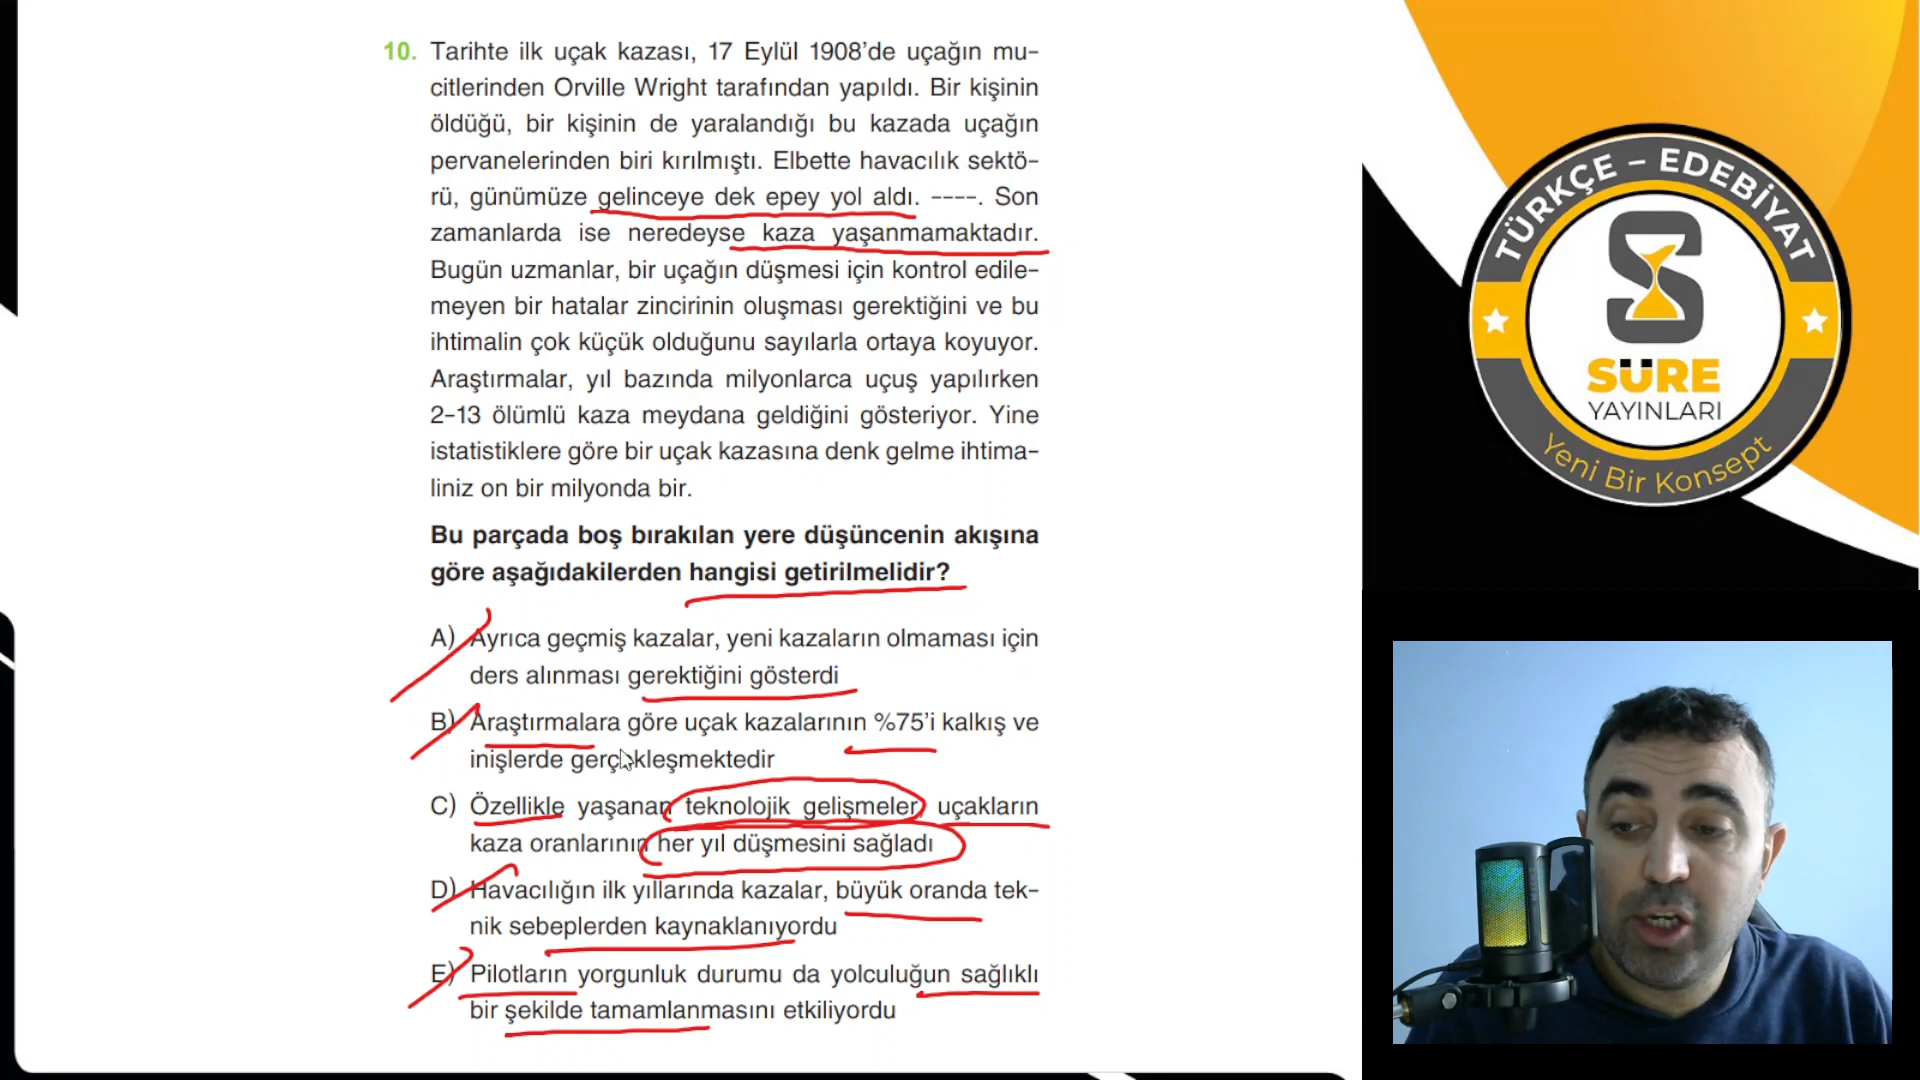 10. Tarihte ilk uçak kazası, 17 Eylül 1908’de uçağın mu-
citlerinden Orville Wright tarafından yapıldı. Bir kişinin
öldüğü, bir kişinin de yaralandığı bu kazada uçağın
pervanelerinden biri kırılmıştı. Elbette havacılık sektö-
rü, günümüze gelinceye dek epey yol aldı. ----. Son
zamanlarda ise neredeyse kaza yaşanmamaktadır.
Bugün uzmanlar, bir uçağın düşmesi için kontrol edile-
meyen bir hatalar zincirinin oluşması gerektiğini ve bu
ihtimalin çok küçük olduğunu sayılarla ortaya koyuyor.
Araştırmalar, yıl bazında milyonlarca uçuş yapılırken
2-13 ölümlü kaza meydana geldiğini gösteriyor. Yine
istatistiklere göre bir uçak kazasına denk gelme ihtima-
liniz on bir milyonda bir.
Bu parçada boş bırakılan yere düşüncenin akışına
göre aşağıdakilerden hangisi getirilmelidir?
A) Ayrıca geçmiş kazalar, yeni kazaların olmaması için
ders alınması gerektiğini gösterdi
B) Araştırmalara göre uçak kazalarının %75’i kalkış ve
inişlerde gerçekleşmektedir
C) Özellikle yaşanan teknolojik gelişmeler, uçakların
kaza oranlarının her yıl düşmesini sağladı
D) Havacılığın ilk yıllarında kazalar, büyük oranda tek-
nik sebeplerden kaynaklanıyordu
E) Pilotların yorgunluk durumu da yolculuğun sağlıklı
bir şekilde tamamlanmasını etkiliyordu
TÜRKÇE – EDEBİYAT
SÜRE
YAYINLARI
Yeni Bir Konsept